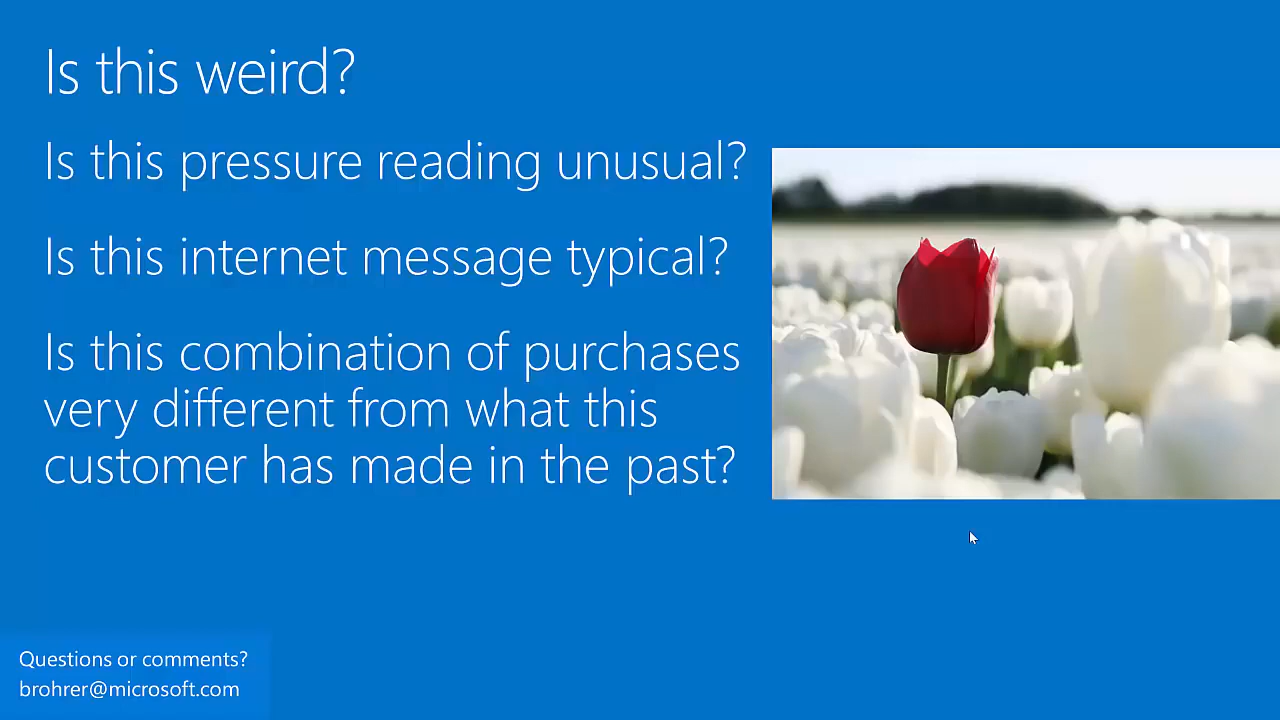 Is this weird?
Is this pressure reading unusual?
Is this internet message typical?
Is this combination of purchases
very different from what this
customer has made in the past?
Questions or comments?
brohrer@microsoft.com